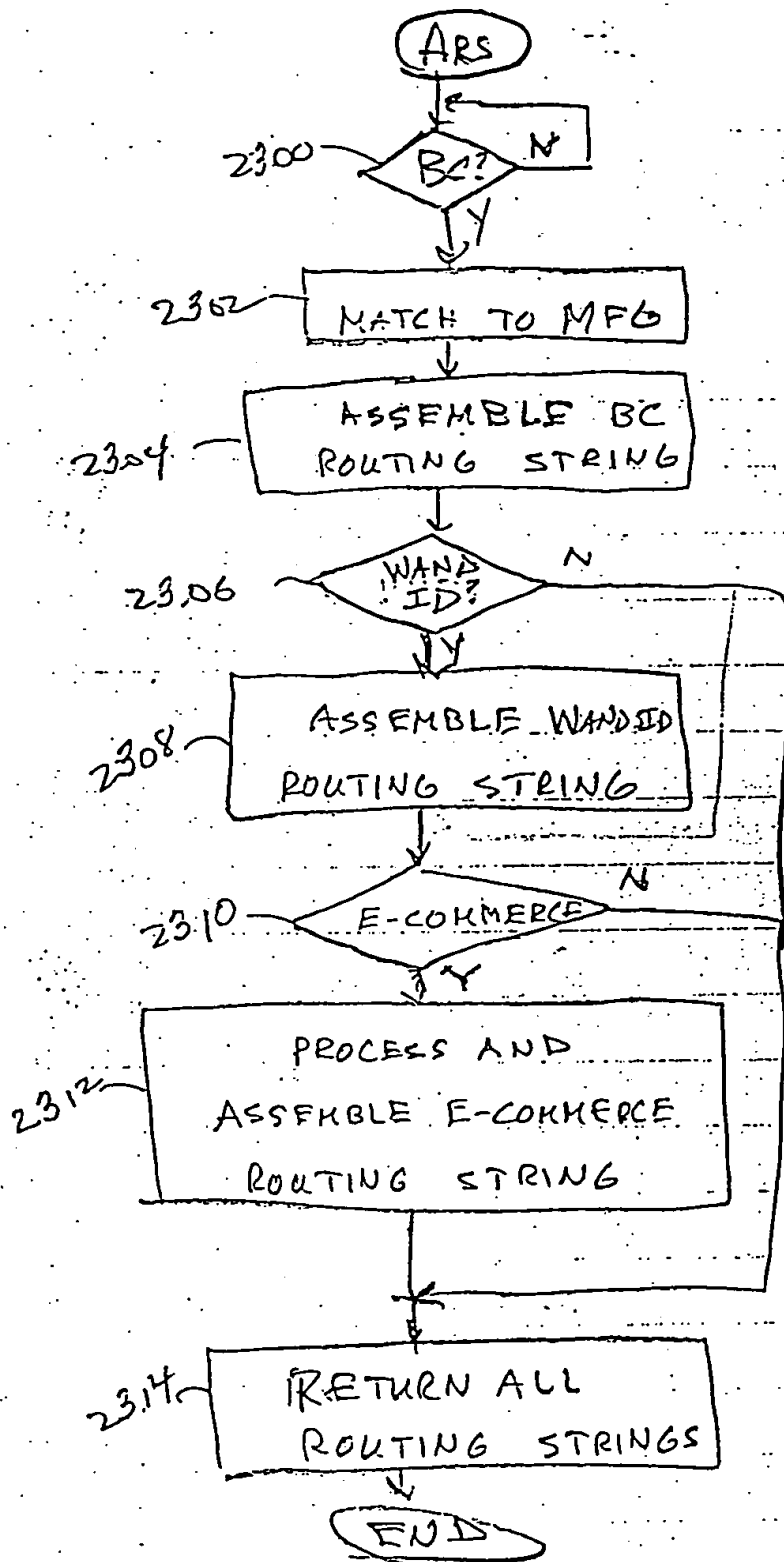 ARS
2300
BC?
N
Y
2302
MATCH TO MFG
2304
ASSEMBLE BC
ROUTING STRING
2306
WAND
ID?
N
Y
2308
ASSEMBLE WAND ID
ROUTING STRING
2310
E-COMMERCE
N
Y
2312
PROCESS AND
ASSEMBLE E-COMMERCE
ROUTING STRING
2314
RETURN ALL
ROUTING STRINGS
END